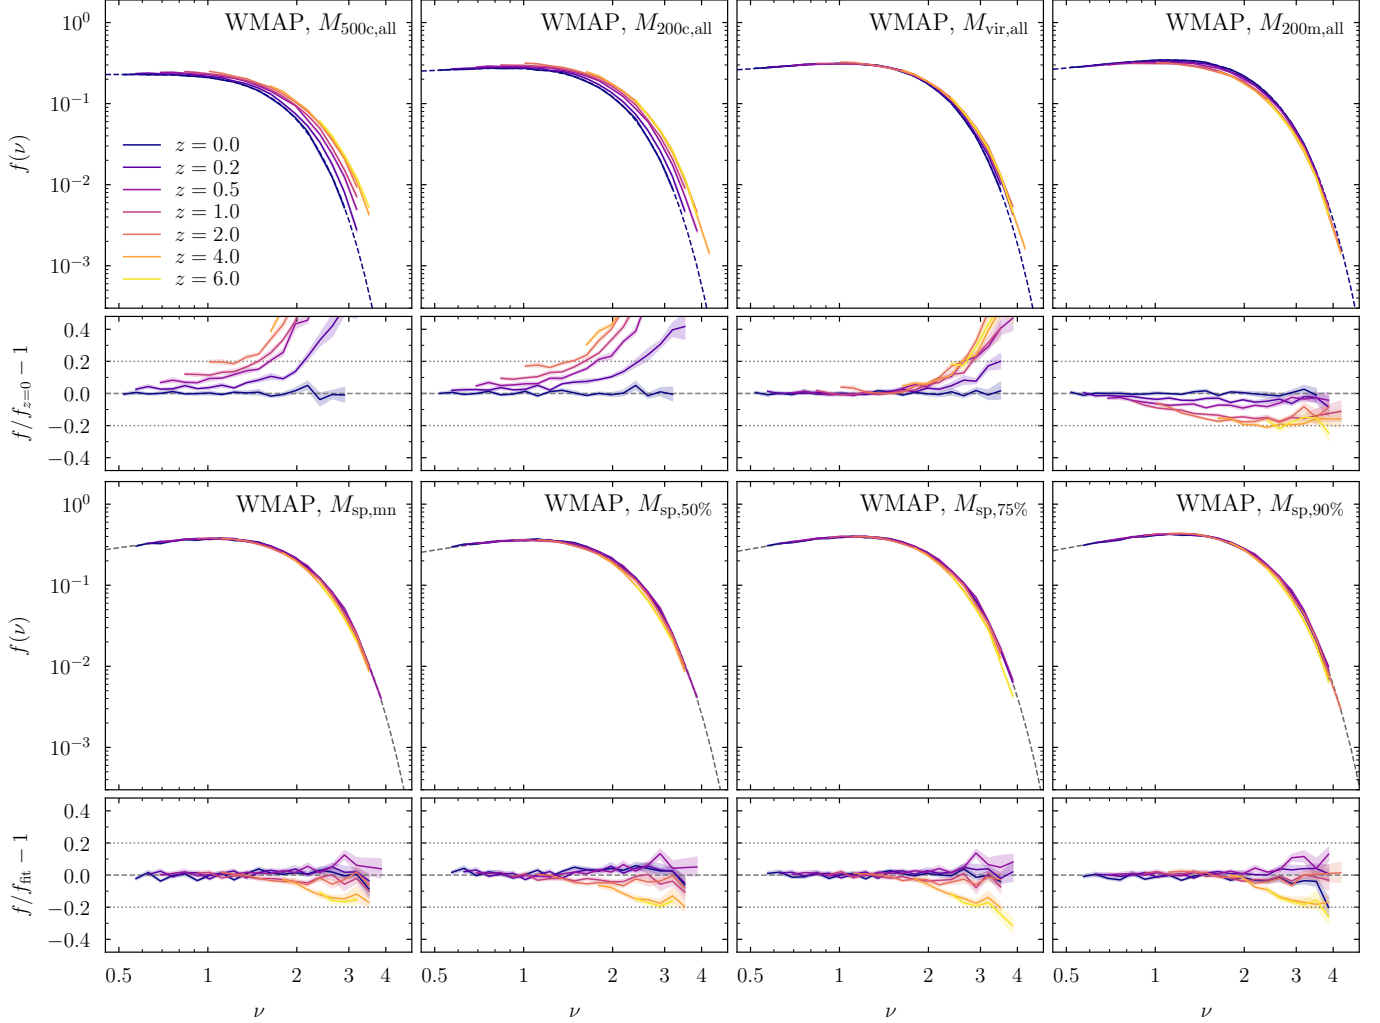 WMAP, M500c,all
WMAP, M200c,all
WMAP, Mvir,all
WMAP, M200m,all
10^0
10^−1
10^−2
10^−3
f(ν)
z = 0.0
z = 0.2
z = 0.5
z = 1.0
z = 2.0
z = 4.0
z = 6.0
0.4
0.2
0.0
−0.2
−0.4
f/fz=0 − 1
WMAP, Msp,mn
WMAP, Msp,50%
WMAP, Msp,75%
WMAP, Msp,90%
10^0
10^−1
10^−2
10^−3
f(ν)
0.4
0.2
0.0
−0.2
−0.4
f/ffit − 1
0.5 1 2 3 4 0.5 1 2 3 4 0.5 1 2 3 4 0.5 1 2 3 4
ν ν ν ν